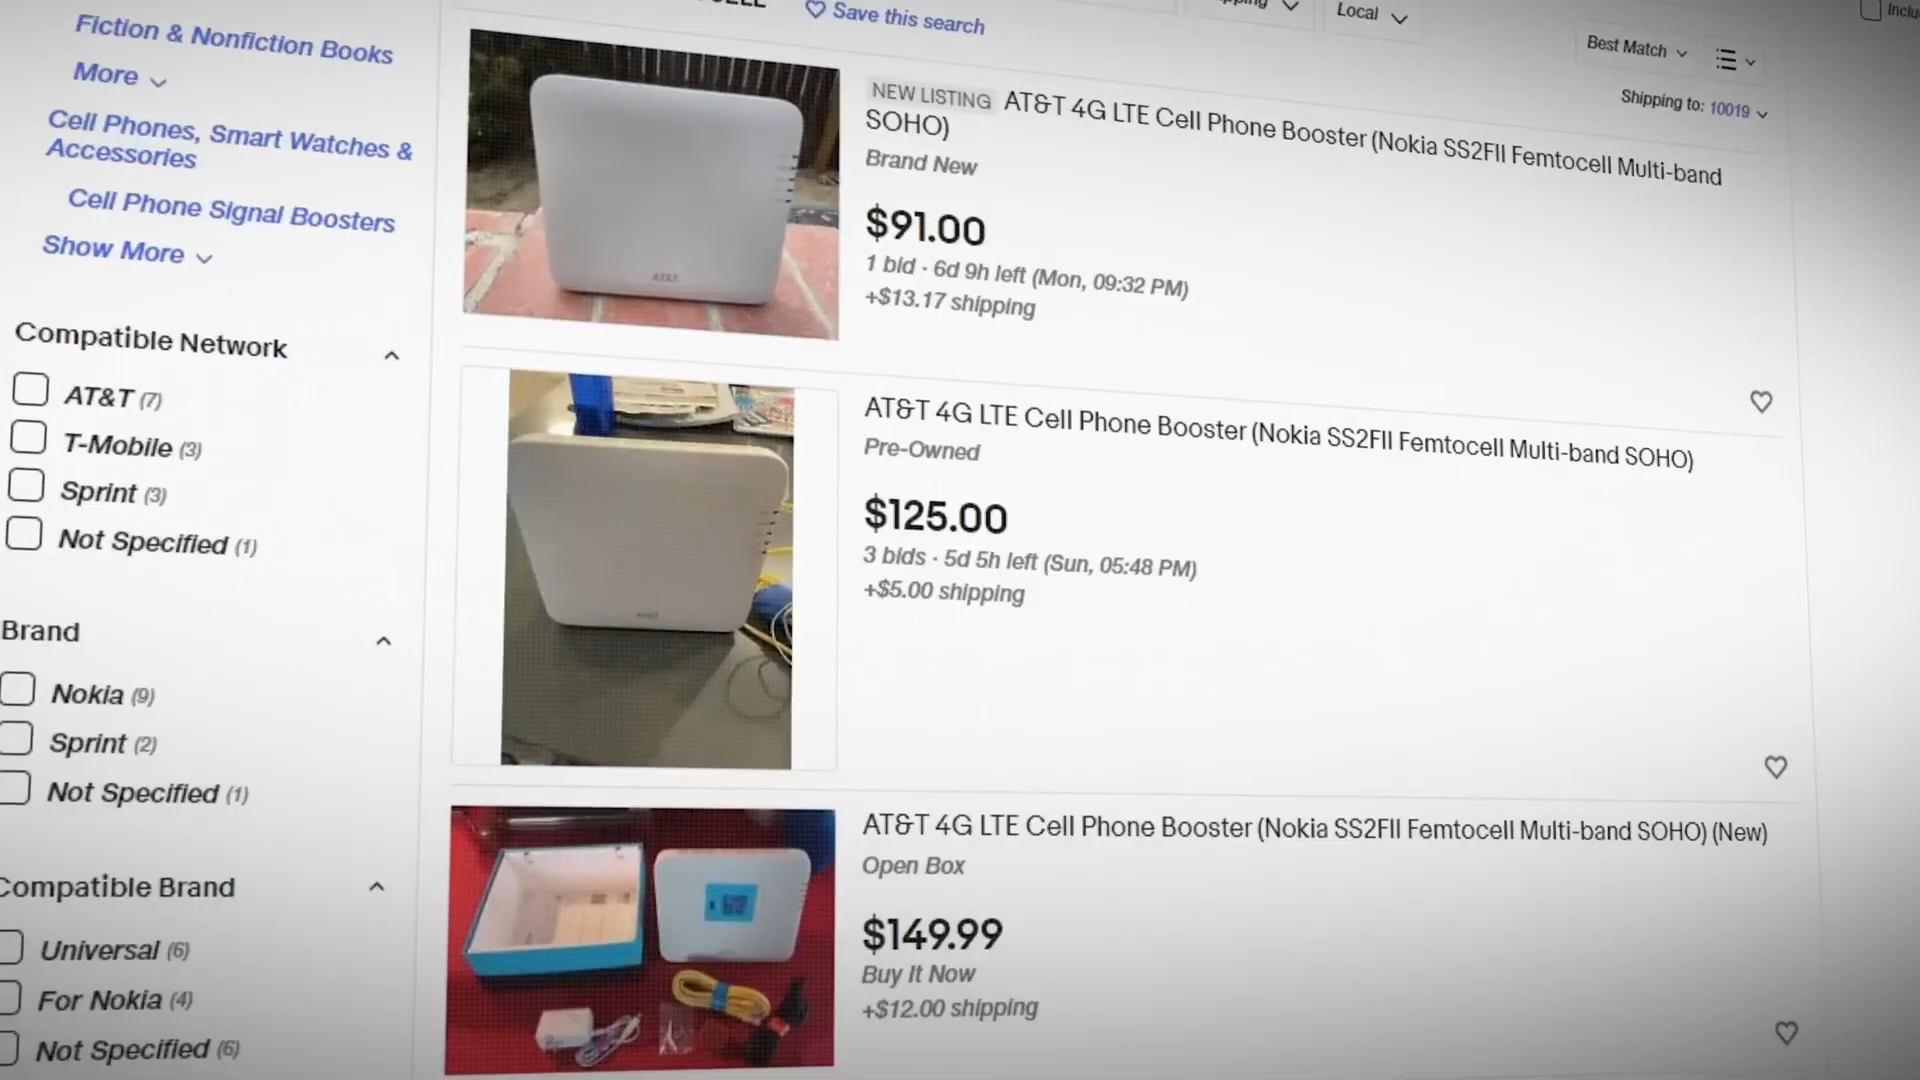 Fiction & Nonfiction Books
More
Cell Phones, Smart Watches &
Accessories
Cell Phone Signal Boosters
Show More
Compatible Network
AT&T (7)
T-Mobile (3)
Sprint (3)
Not Specified (1)
Brand
Nokia (9)
Sprint (2)
Not Specified (1)
Compatible Brand
Universal (6)
For Nokia (4)
Not Specified (6)
Save this search
Local
Best Match
Shipping to: 10019
NEW LISTING AT&T 4G LTE Cell Phone Booster (Nokia SS2FII Femtocell Multi-band
SOHO)
Brand New
$91.00
1 bid · 6d 9h left (Mon, 09:32 PM)
+$13.17 shipping
AT&T
AT&T 4G LTE Cell Phone Booster (Nokia SS2FII Femtocell Multi-band SOHO)
Pre-Owned
$125.00
3 bids · 5d 5h left (Sun, 05:48 PM)
+$5.00 shipping
AT&T
AT&T 4G LTE Cell Phone Booster (Nokia SS2FII Femtocell Multi-band SOHO) (New)
Open Box
$149.99
Buy It Now
+$12.00 shipping